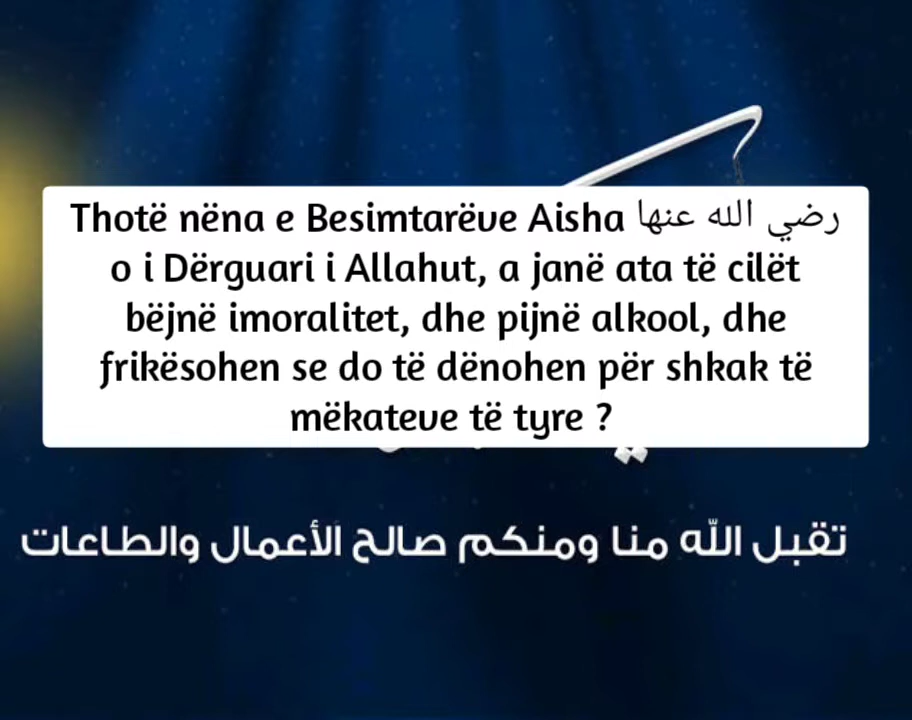 Thotë nëna e Besimtarëve Aisha رضي الله عنها
o i Dërguari i Allahut, a janë ata të cilët
bëjnë imoralitet, dhe pijnë alkool, dhe
frikësohen se do të dënohen për shkak të
mëkateve të tyre ?
تقبل الله منا ومنكم صالح الأعمال والطاعات